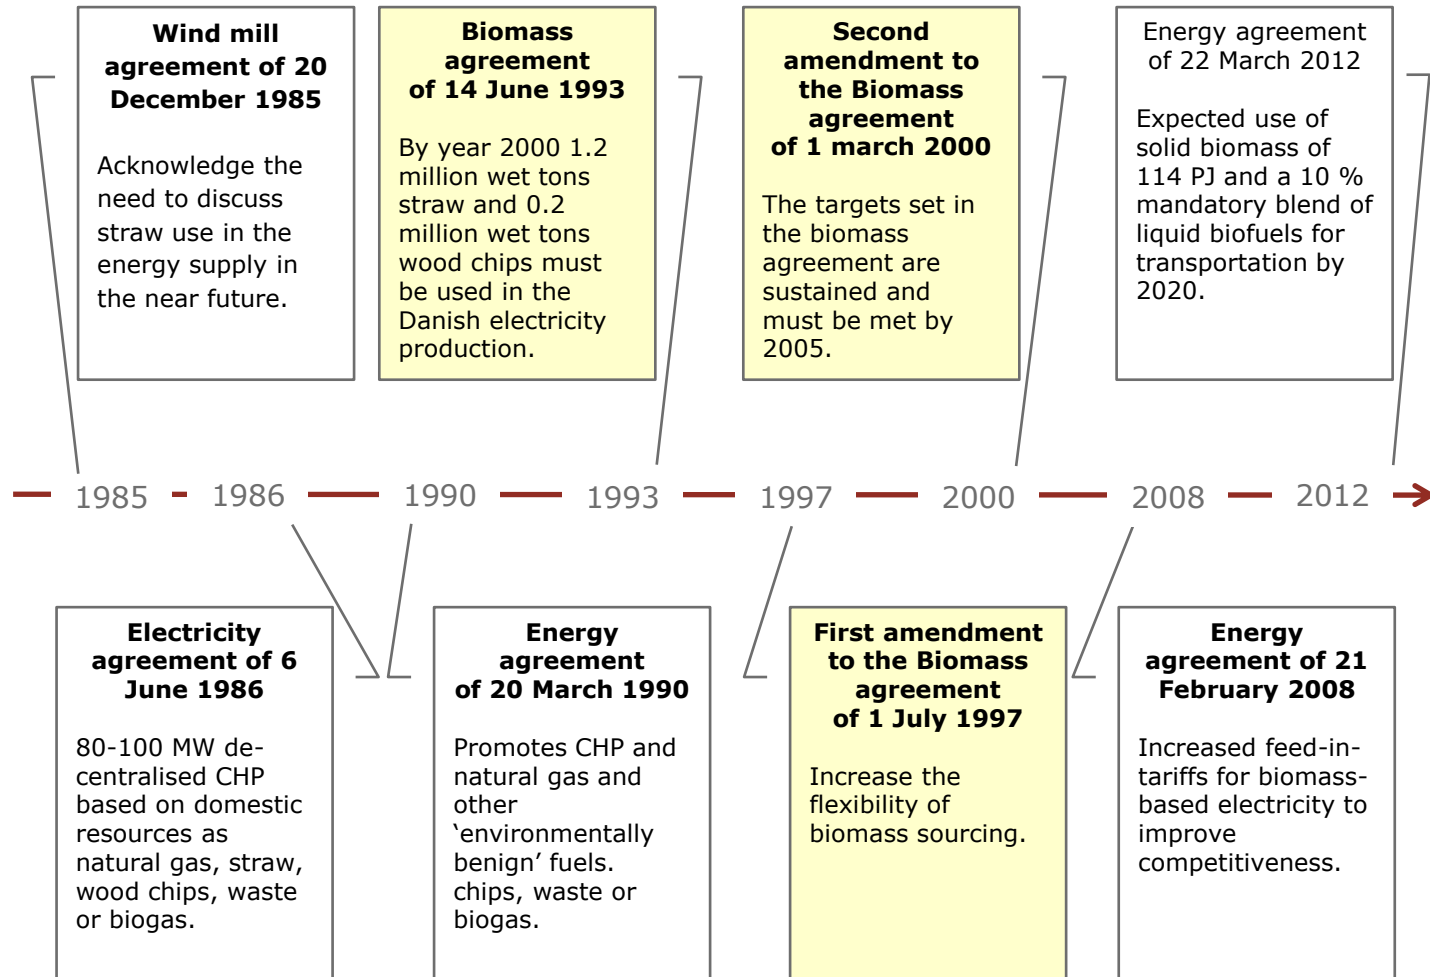 Wind mill
agreement of 20
December 1985
Acknowledge the
need to discuss
straw use in the
energy supply in
the near future.
Biomass
agreement
of 14 June 1993
By year 2000 1.2
million wet tons
straw and 0.2
million wet tons
wood chips must
be used in the
Danish electricity
production.
Second
amendment to
the Biomass
agreement
of 1 march 2000
The targets set in
the biomass
agreement are
sustained and
must be met by
2005.
Energy agreement
of 22 March 2012
Expected use of
solid biomass of
114 PJ and a 10 %
mandatory blend of
liquid biofuels for
transportation by
2020.
1985 1986 1990 1993 1997 2000 2008 2012
Electricity
agreement of 6
June 1986
80-100 MW de-
centralised CHP
based on domestic
resources as
natural gas, straw,
wood chips, waste
or biogas.
Energy
agreement
of 20 March 1990
Promotes CHP and
natural gas and
other
‘environmentally
benign’ fuels.
chips, waste or
biogas.
First amendment
to the Biomass
agreement
of 1 July 1997
Increase the
flexibility of
biomass sourcing.
Energy
agreement of 21
February 2008
Increased feed-in-
tariffs for biomass-
based electricity to
improve
competitiveness.